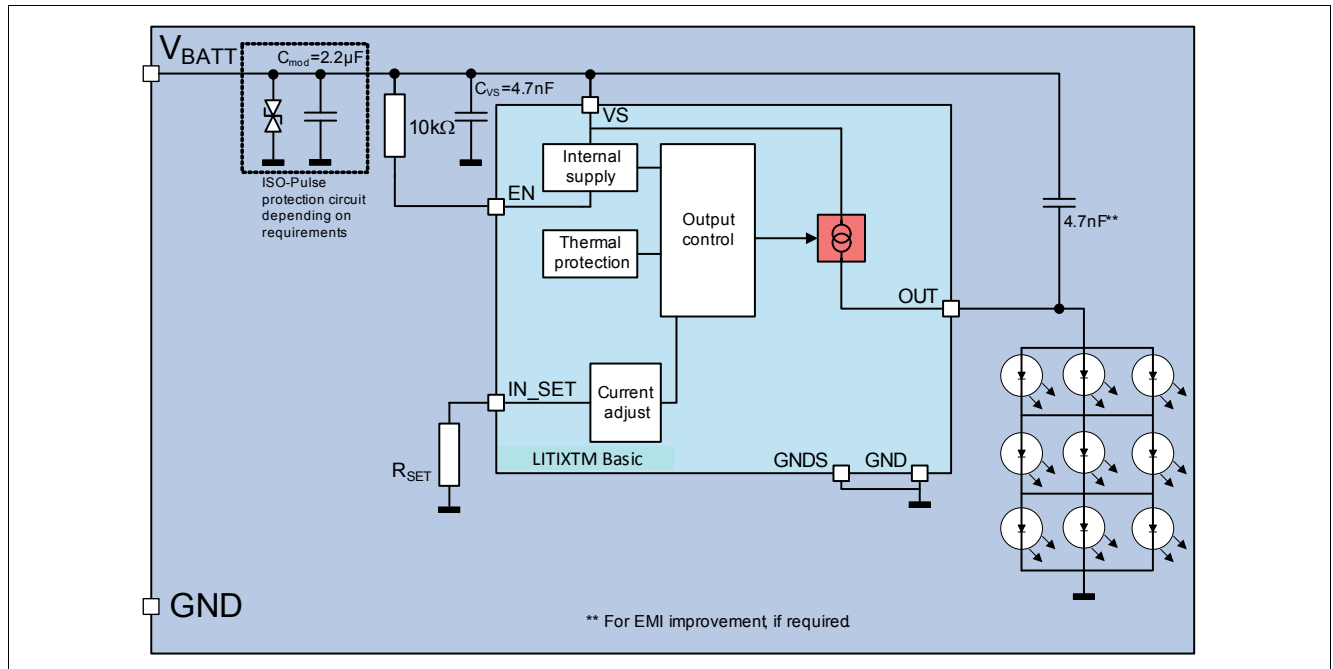 VBATT
Cmod=2.2µF
CVS=4.7nF
10kΩ
VS
ISO-Pulse
protection circuit
depending on
requirements
EN
Internal
supply
Output
control
Thermal
protection
4.7nF**
OUT
IN_SET
Current
adjust
RSET
LITIXTM Basic
GNDS
GND
GND
** For EMI improvement, if required.